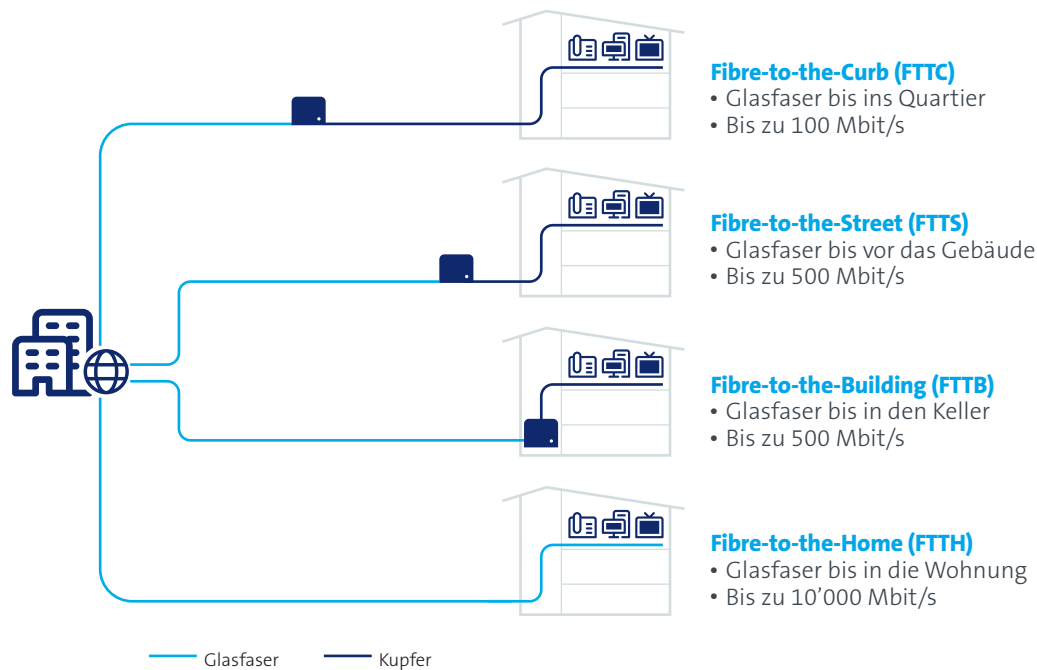 Fibre-to-the-Curb (FTTC)
• Glasfaser bis ins Quartier
• Bis zu 100 Mbit/s
Fibre-to-the-Street (FTTS)
• Glasfaser bis vor das Gebäude
• Bis zu 500 Mbit/s
Fibre-to-the-Building (FTTB)
• Glasfaser bis in den Keller
• Bis zu 500 Mbit/s
Fibre-to-the-Home (FTTH)
• Glasfaser bis in die Wohnung
• Bis zu 10’000 Mbit/s
Glasfaser
Kupfer